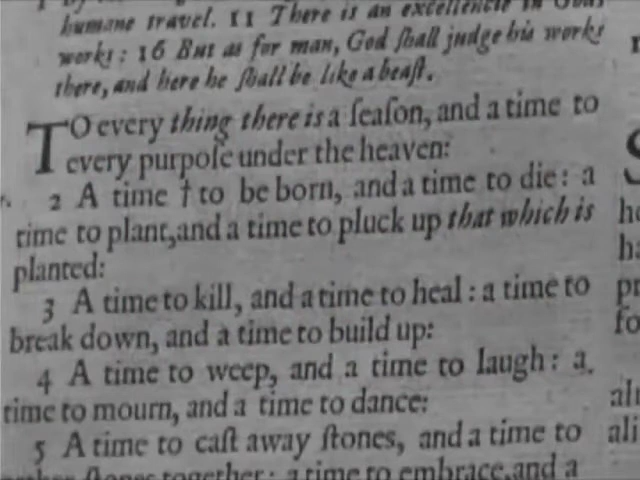 humane travel. 11 There is an excellencie in Gods
works: 16 But as for man, God ſhall judge his works
there, and here he ſhall be like a beaſt.
TO every thing there is a ſeaſon, and a time to
every purpoſe under the heaven:
2 A time † to be born, and a time to die: a
time to plant, and a time to pluck up that which is
planted:
3 A time to kill, and a time to heal: a time to
break down, and a time to build up:
4 A time to weep, and a time to laugh: a
time to mourn, and a time to dance:
5 A time to caſt away ſtones, and a time to
ſtones together: a time to embrace, and a